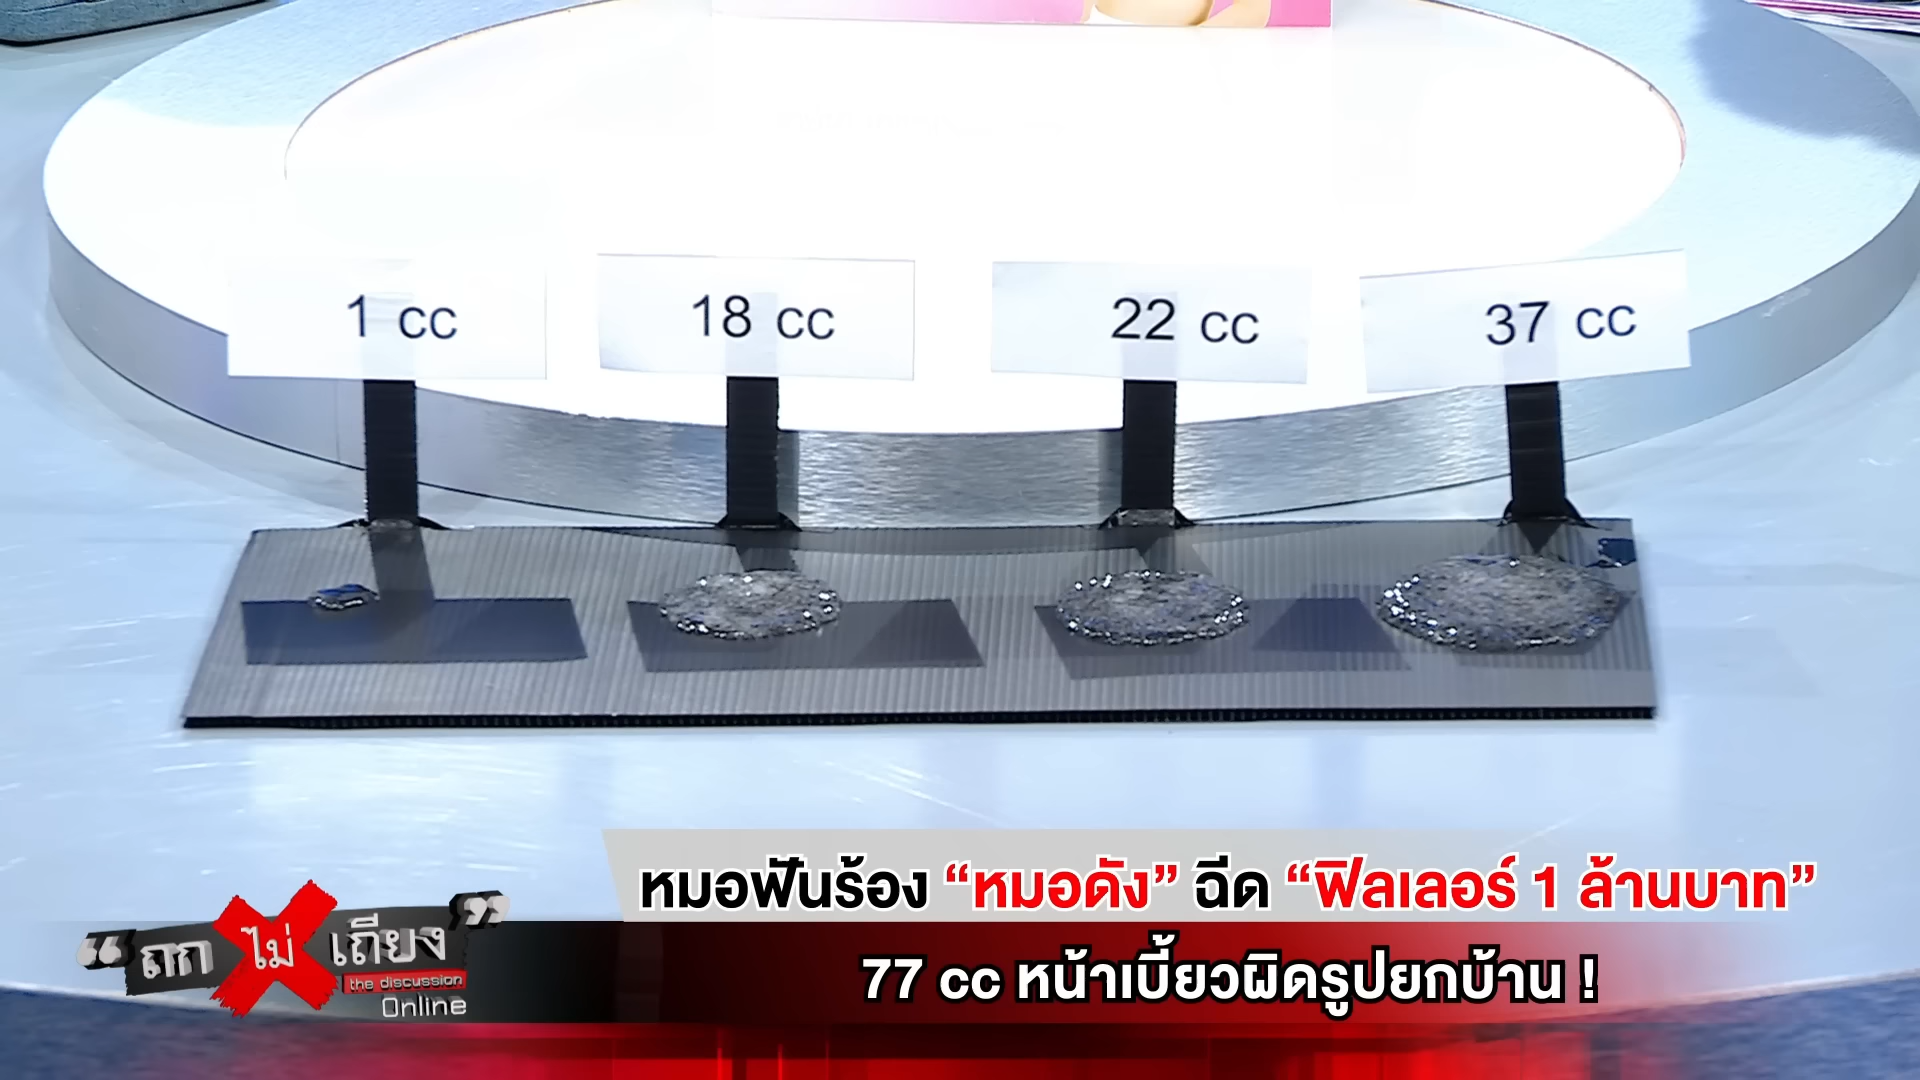 1 cc
18 cc
22 cc
37 cc
หมอฟันร้อง “หมอดัง” ฉีด “ฟิลเลอร์ 1 ล้านบาท”
77 cc หน้าเบี้ยวผิดรูปยกบ้าน !
“ถก ไม่ เถียง”
the discussion
Online